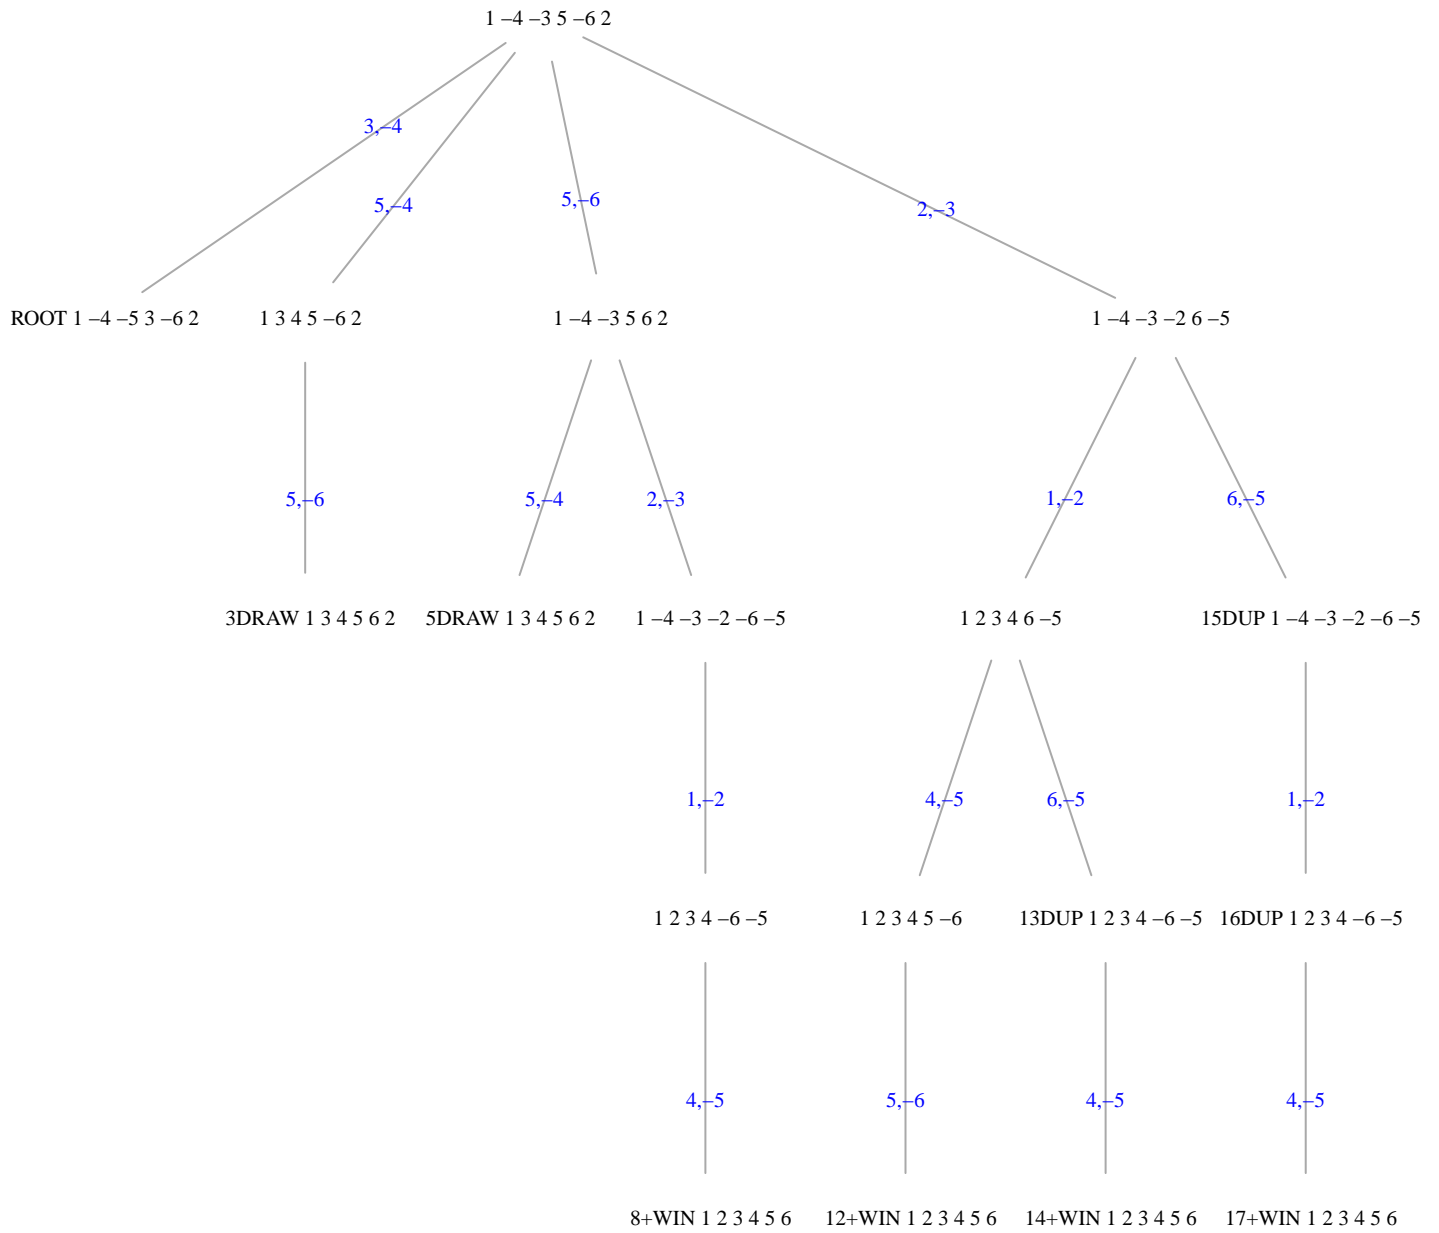 1 –4 –3 5 –6 2
3,–4
5,–4
5,–6
2,–3
ROOT 1 –4 –5 3 –6 2
1 3 4 5 –6 2
1 –4 –3 5 6 2
1 –4 –3 –2 6 –5
5,–6
5,–4
2,–3
1,–2
6,–5
3DRAW 1 3 4 5 6 2
5DRAW 1 3 4 5 6 2
1 –4 –3 –2 –6 –5
1 2 3 4 6 –5
15DUP 1 –4 –3 –2 –6 –5
1,–2
4,–5
6,–5
1,–2
1 2 3 4 –6 –5
1 2 3 4 5 –6
13DUP 1 2 3 4 –6 –5
16DUP 1 2 3 4 –6 –5
4,–5
5,–6
4,–5
4,–5
8+WIN 1 2 3 4 5 6
12+WIN 1 2 3 4 5 6
14+WIN 1 2 3 4 5 6
17+WIN 1 2 3 4 5 6